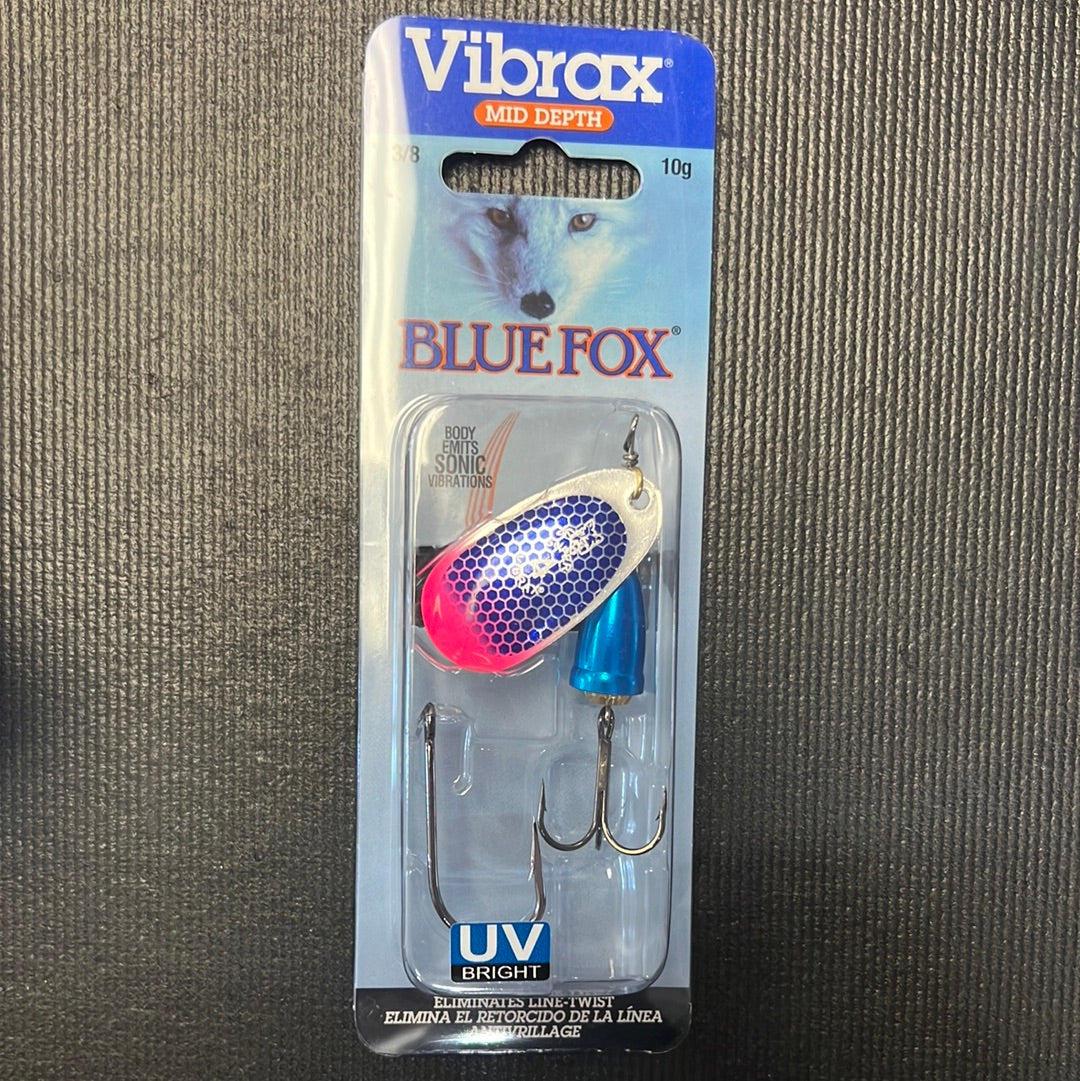 Vibrax®
MID DEPTH
3/8
10g
BLUE FOX®
BODY
EMITS
SONIC
VIBRATIONS
UV
BRIGHT
ELIMINATES LINE-TWIST
ELIMINA EL RETORCIDO DE LA LÍNEA
ANTIVRILLAGE